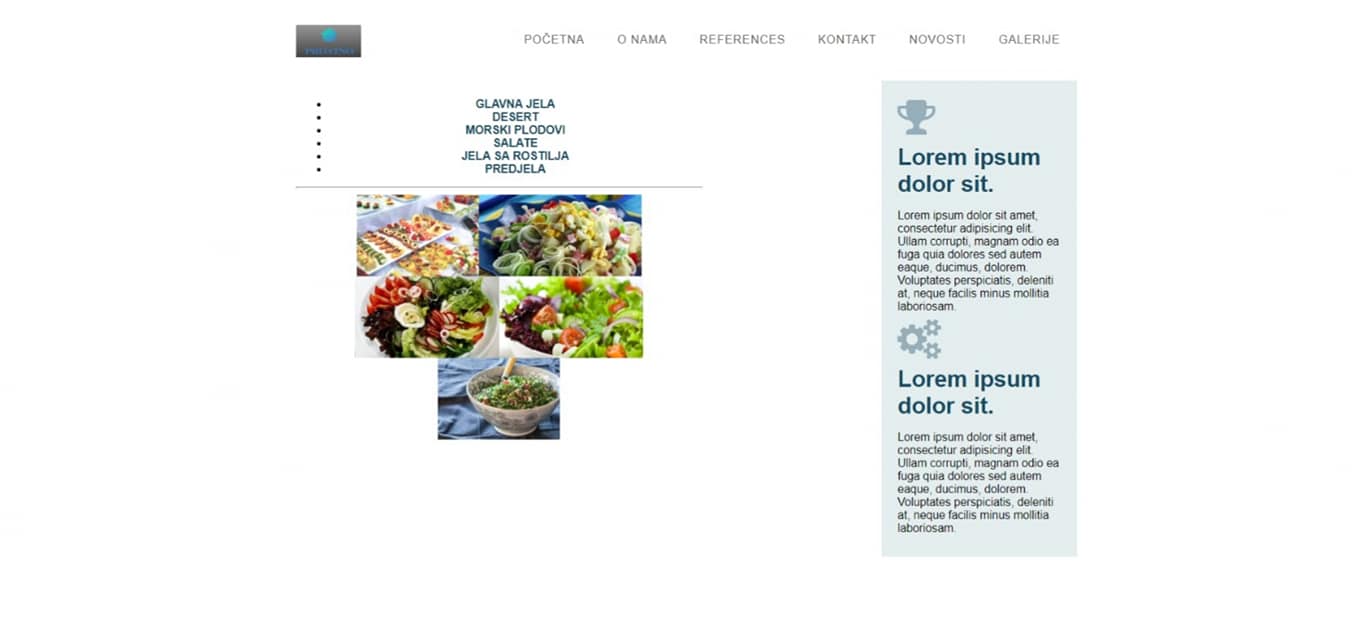 PRIJATNO
POČETNA O NAMA REFERENCES KONTAKT NOVOSTI GALERIJE
GLAVNA JELA
DESERT
MORSKI PLODOVI
SALATE
JELA SA ROSTILJA
PREDJELA
Lorem ipsum
dolor sit.
Lorem ipsum dolor sit amet,
consectetur adipisicing elit.
Ullam corrupti, magnam odio ea
fuga quia dolores sed autem
eaque, ducimus, dolorem.
Voluptates perspiciatis, deleniti
at, neque facilis minus mollitia
laboriosam.
Lorem ipsum
dolor sit.
Lorem ipsum dolor sit amet,
consectetur adipisicing elit.
Ullam corrupti, magnam odio ea
fuga quia dolores sed autem
eaque, ducimus, dolorem.
Voluptates perspiciatis, deleniti
at, neque facilis minus mollitia
laboriosam.